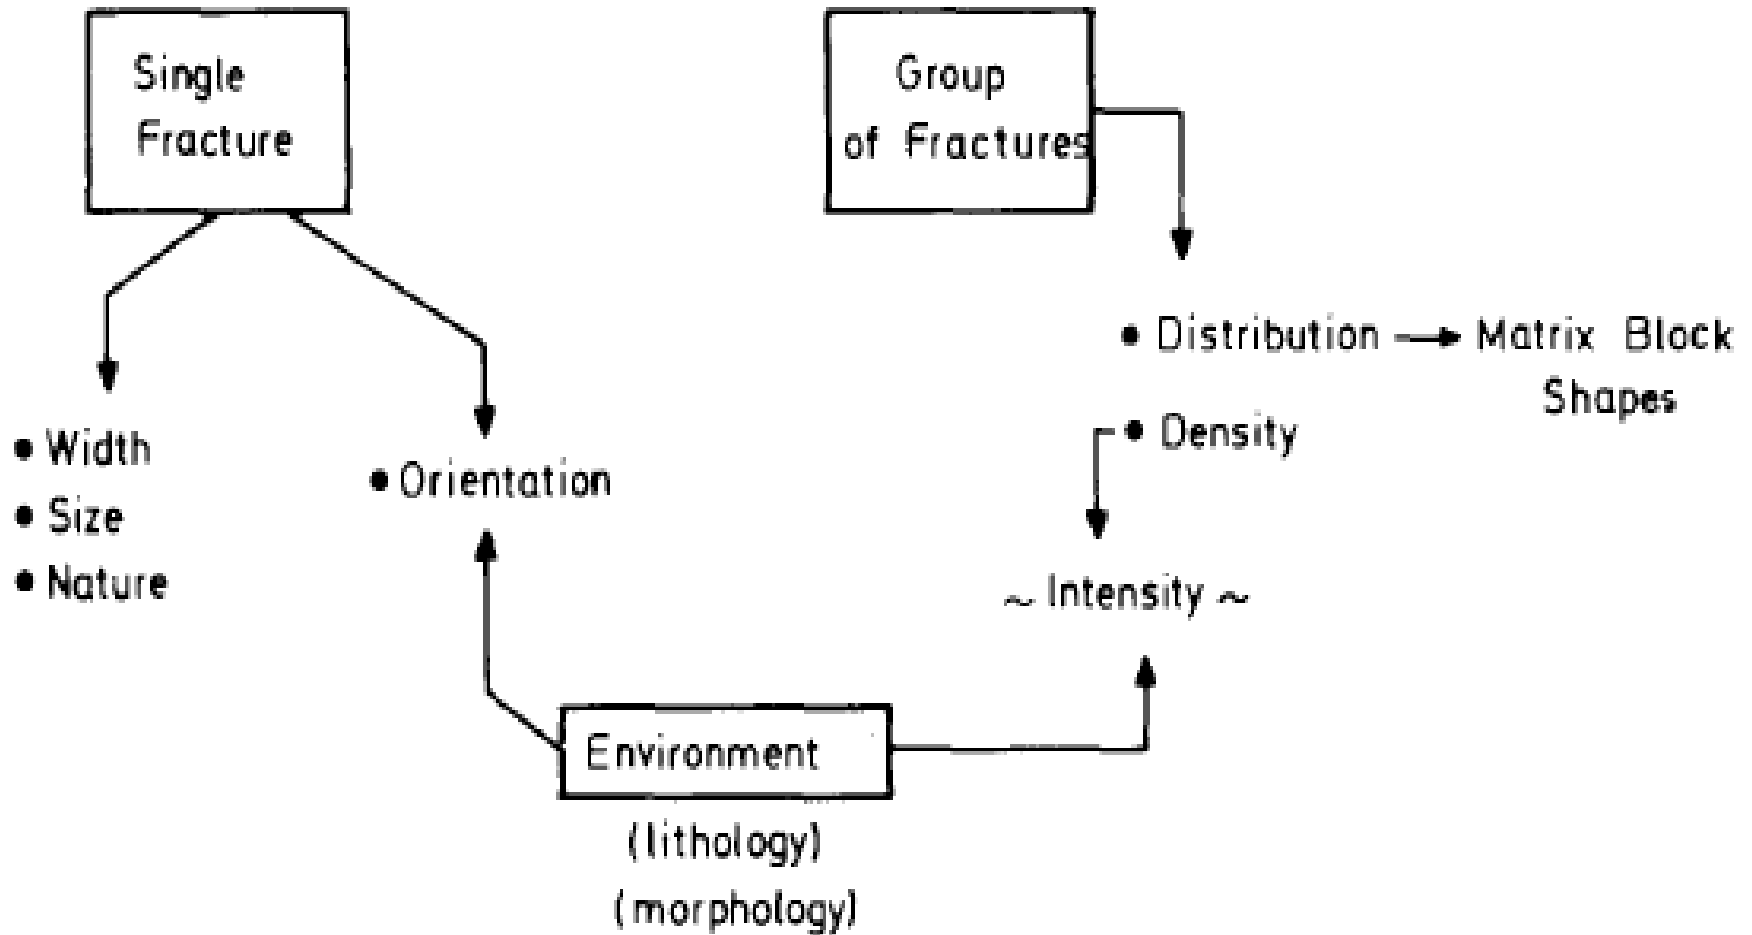 Single
Fracture
Group
of Fractures
• Distribution → Matrix Block
Shapes
• Density
• Width
• Size
• Nature
• Orientation
~ Intensity ~
Environment
(lithology)
(morphology)